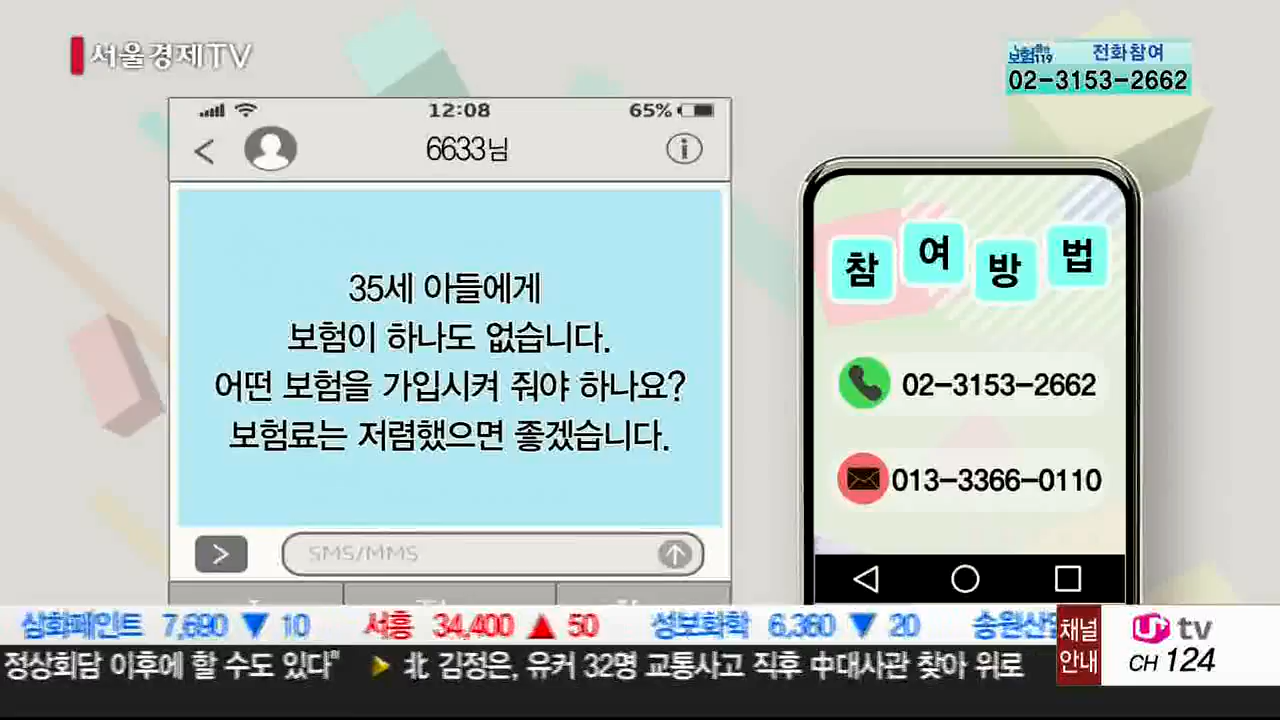 서울경제TV
보험119 전화참여
02-3153-2662
12:08 65%
6633님
35세 아들에게
보험이 하나도 없습니다.
어떤 보험을 가입시켜 줘야 하나요?
보험료는 저렴했으면 좋겠습니다.
SMS/MMS
참여방법
02-3153-2662
013-3366-0110
삼화페인트 7,690 ▼ 10 서흥 34,400 ▲ 50 성보화학 6,360 ▼ 20 송원산
정상회담 이후에 할 수도 있다" ▶ 北 김정은, 유커 32명 교통사고 직후 中대사관 찾아 위로
채널
안내
U+ tv
CH 124